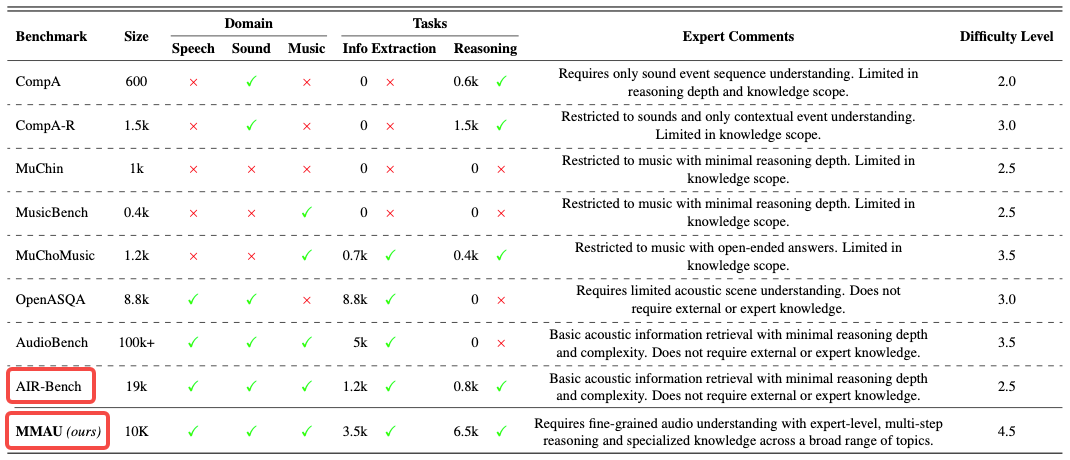 Domain Tasks
Benchmark Size Expert Comments Difficulty Level
Speech Sound Music Info Extraction Reasoning
CompA 600 × ✓ × 0 × 0.6k ✓ Requires only sound event sequence understanding. Limited in reasoning depth and knowledge scope. 2.0
CompA-R 1.5k × ✓ × 0 × 1.5k ✓ Restricted to sounds and only contextual event understanding. Limited in knowledge scope. 3.0
MuChin 1k × × × 0 × 0 × Restricted to music with minimal reasoning depth. Limited in knowledge scope. 2.5
MusicBench 0.4k × × ✓ 0 × 0 × Restricted to music with minimal reasoning depth. Limited in knowledge scope. 2.5
MuChoMusic 1.2k × × ✓ 0.7k ✓ 0.4k ✓ Restricted to music with open-ended answers. Limited in knowledge scope. 3.5
OpenASQA 8.8k ✓ ✓ × 8.8k ✓ 0 × Requires limited acoustic scene understanding. Does not require external or expert knowledge. 3.0
AudioBench 100k+ ✓ ✓ ✓ 5k ✓ 0 × Basic acoustic information retrieval with minimal reasoning depth and complexity. Does not require external or expert knowledge. 3.5
AIR-Bench 19k ✓ ✓ ✓ 1.2k ✓ 0.8k ✓ Basic acoustic information retrieval with minimal reasoning depth and complexity. Does not require external or expert knowledge. 2.5
MMAU (ours) 10K ✓ ✓ ✓ 3.5k ✓ 6.5k ✓ Requires fine-grained audio understanding with expert-level, multi-step reasoning and specialized knowledge across a broad range of topics. 4.5